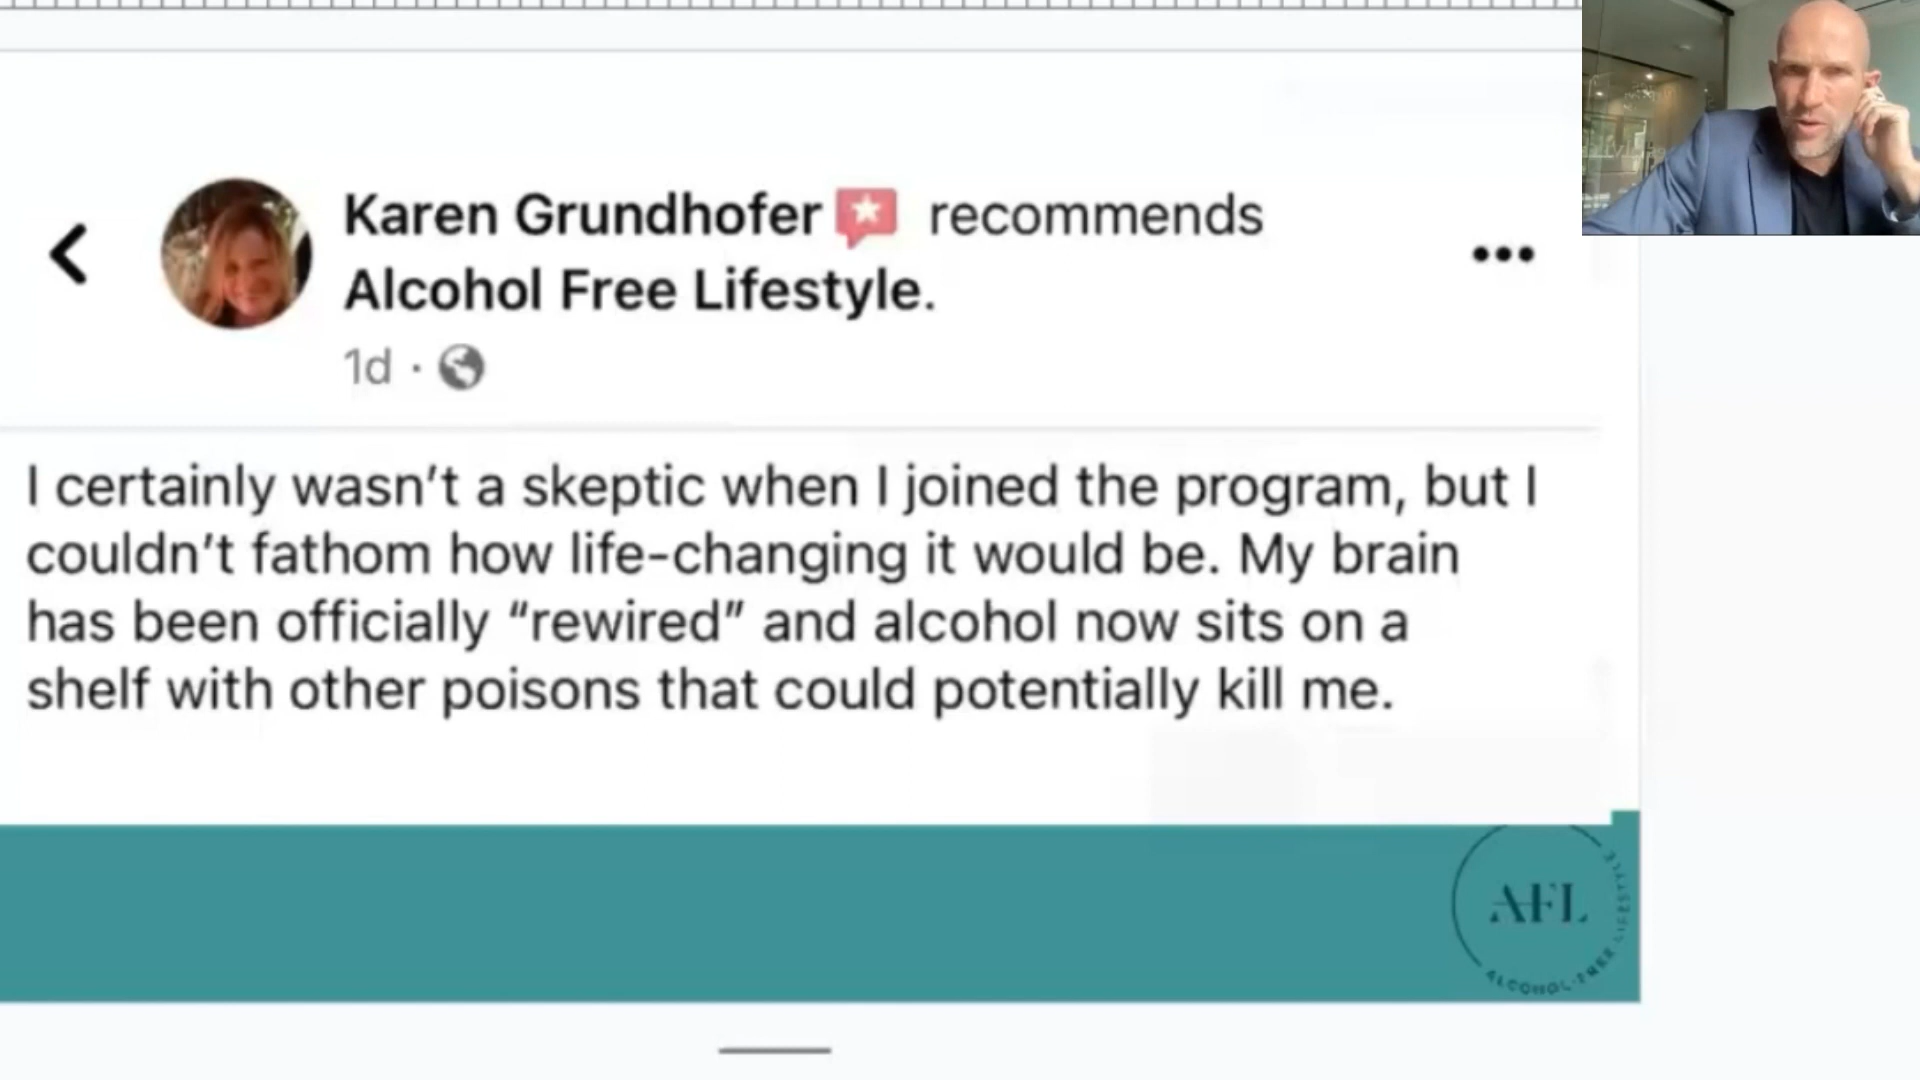 Karen Grundhofer recommends
Alcohol Free Lifestyle.
1d ·
I certainly wasn’t a skeptic when I joined the program, but I
couldn’t fathom how life-changing it would be. My brain
has been officially “rewired” and alcohol now sits on a
shelf with other poisons that could potentially kill me.
AFL
ALCOHOL-FREE LIFESTYLE